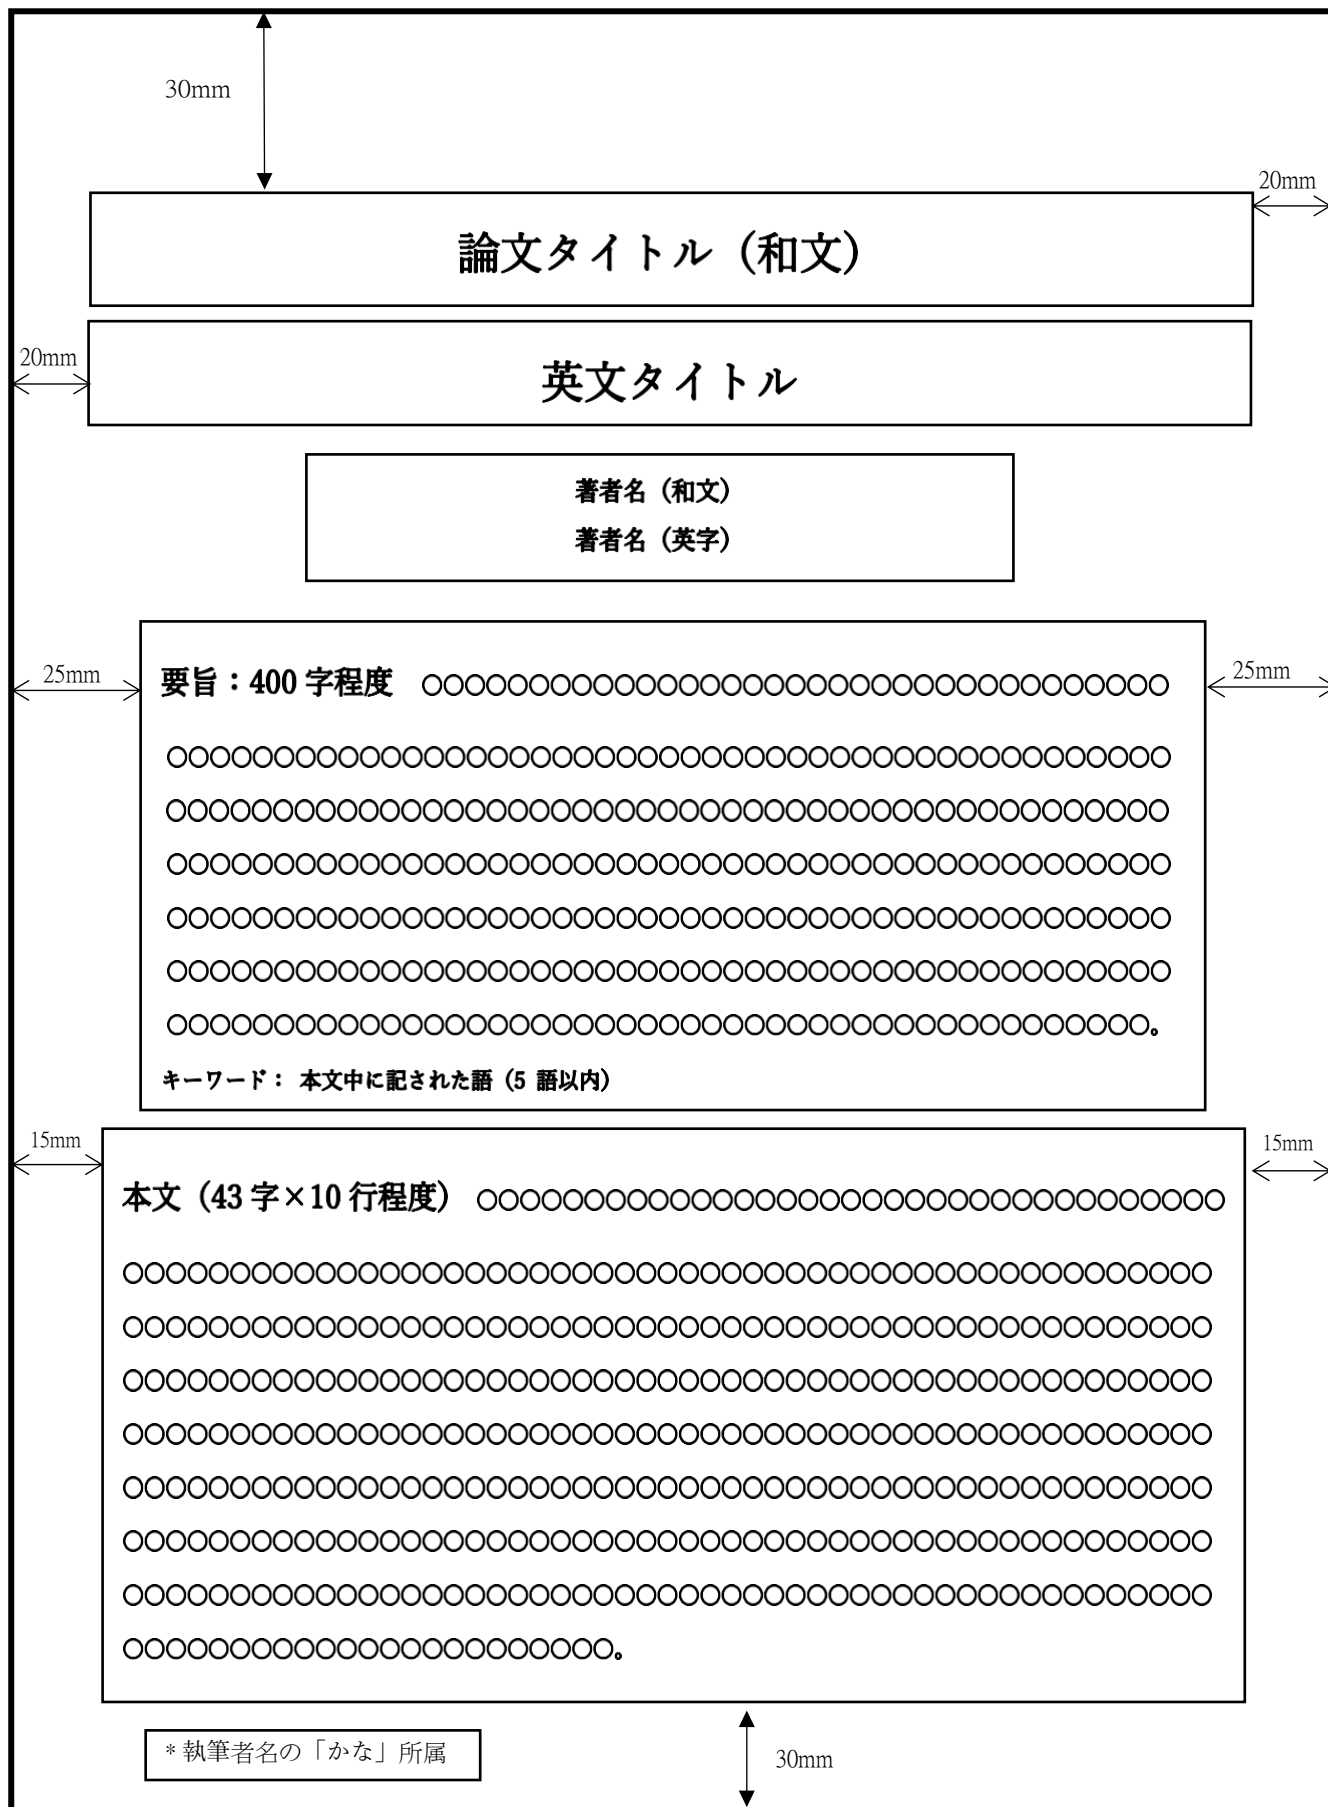 30mm
20mm
論文タイトル（和文）
20mm
英文タイトル
著者名（和文）
著者名（英字）
25mm
25mm
要旨：400 字程度　○○○○○○○○○○○○○○○○○○○○○○○○○○○○○○○○○○○
○○○○○○○○○○○○○○○○○○○○○○○○○○○○○○○○○○○○○○○○○○○○○○○
○○○○○○○○○○○○○○○○○○○○○○○○○○○○○○○○○○○○○○○○○○○○○○○
○○○○○○○○○○○○○○○○○○○○○○○○○○○○○○○○○○○○○○○○○○○○○○○
○○○○○○○○○○○○○○○○○○○○○○○○○○○○○○○○○○○○○○○○○○○○○○○
○○○○○○○○○○○○○○○○○○○○○○○○○○○○○○○○○○○○○○○○○○○○○○○
○○○○○○○○○○○○○○○○○○○○○○○○○○○○○○○○○○○○○○○○○○○○○○。
キーワード： 本文中に記された語（5 語以内）
15mm
15mm
本文（43 字×10 行程度）　○○○○○○○○○○○○○○○○○○○○○○○○○○○○○○○○○○○
○○○○○○○○○○○○○○○○○○○○○○○○○○○○○○○○○○○○○○○○○○○○○○○○○○○
○○○○○○○○○○○○○○○○○○○○○○○○○○○○○○○○○○○○○○○○○○○○○○○○○○○
○○○○○○○○○○○○○○○○○○○○○○○○○○○○○○○○○○○○○○○○○○○○○○○○○○○
○○○○○○○○○○○○○○○○○○○○○○○○○○○○○○○○○○○○○○○○○○○○○○○○○○○
○○○○○○○○○○○○○○○○○○○○○○○○○○○○○○○○○○○○○○○○○○○○○○○○○○○
○○○○○○○○○○○○○○○○○○○○○○○○○○○○○○○○○○○○○○○○○○○○○○○○○○○
○○○○○○○○○○○○○○○○○○○○○○○○○○○○○○○○○○○○○○○○○○○○○○○○○○○
○○○○○○○○○○○○○○○○○○○○○○○。
* 執筆者名の「かな」所属
30mm